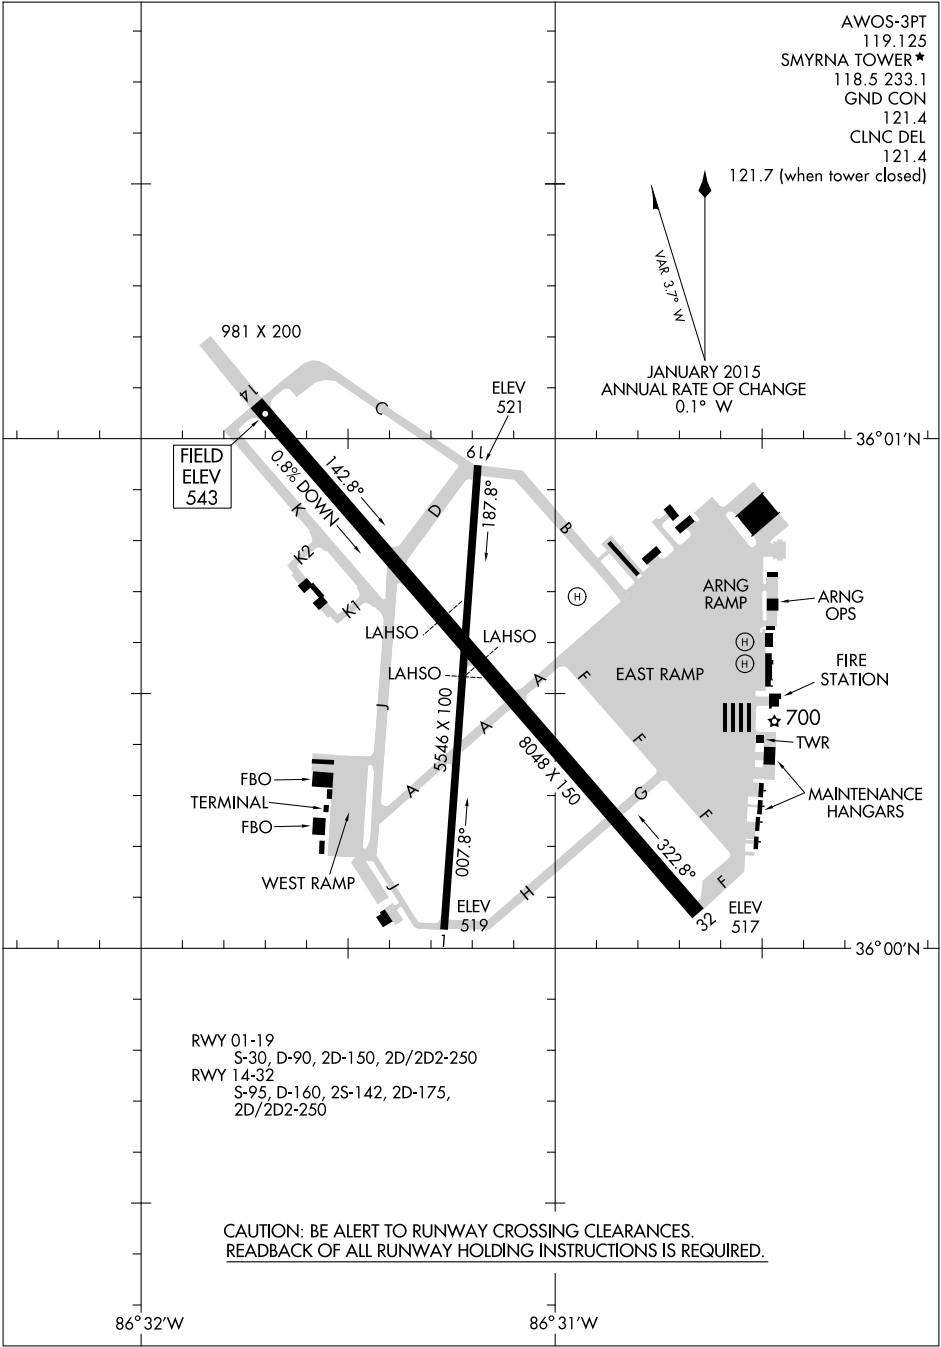 AWOS-3PT
119.125
SMYRNA TOWER★
118.5 233.1
GND CON
121.4
CLNC DEL
121.4
121.7 (when tower closed)
VAR 3.7° W
JANUARY 2015
ANNUAL RATE OF CHANGE
0.1° W
981 X 200
14
C
ELEV
521
36°01'N
FIELD
ELEV
543
19
142.8°
0.8% DOWN
187.8°
K
D
B
K2
K1
H
ARNG
RAMP
ARNG
OPS
LAHSO
LAHSO
LAHSO
H
H
EAST RAMP
FIRE
STATION
A
F
J
A
F
700
TWR
5546 X 100
8048 X 150
FBO
TERMINAL
FBO
A
G
F
MAINTENANCE
HANGARS
007.8°
322.8°
WEST RAMP
J
H
F
ELEV
519
ELEV
517
1
32
36°00'N
RWY 01-19
S-30, D-90, 2D-150, 2D/2D2-250
RWY 14-32
S-95, D-160, 2S-142, 2D-175,
2D/2D2-250
CAUTION: BE ALERT TO RUNWAY CROSSING CLEARANCES.
READBACK OF ALL RUNWAY HOLDING INSTRUCTIONS IS REQUIRED.
86°32'W
86°31'W